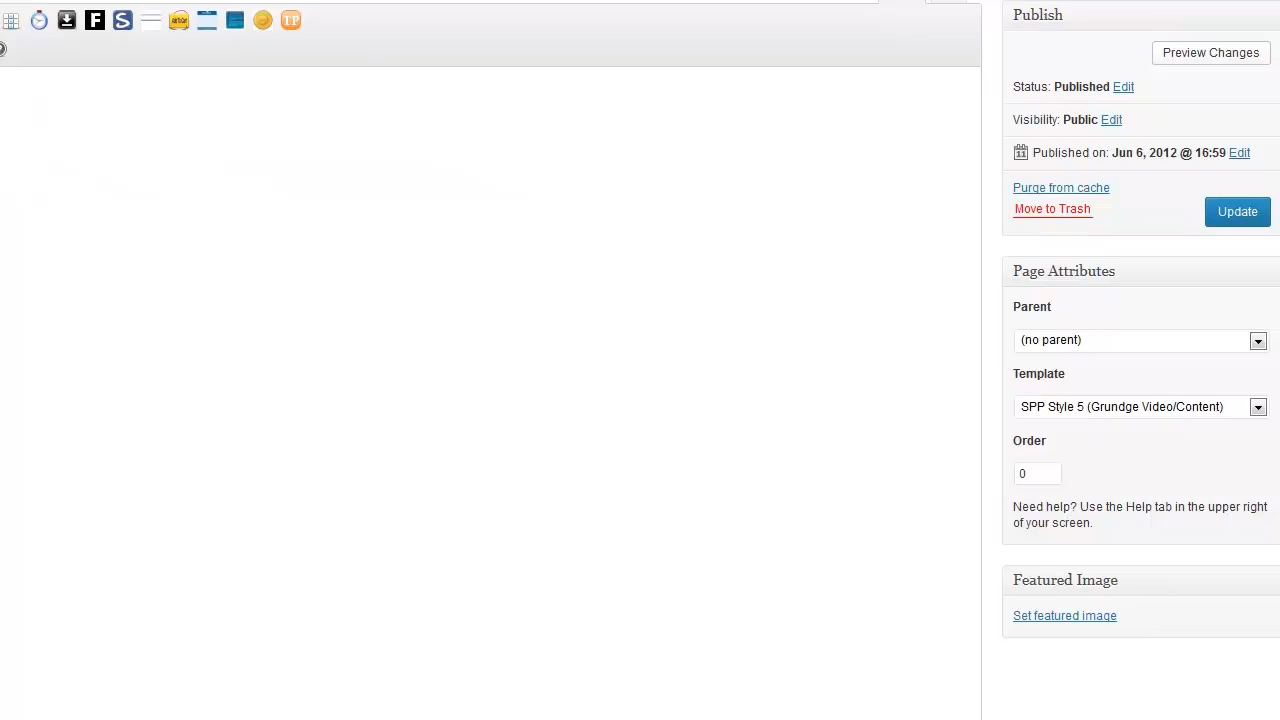 F S TP
Publish
Preview Changes
Status: Published Edit
Visibility: Public Edit
11 Published on: Jun 6, 2012 @ 16:59 Edit
Purge from cache
Move to Trash
Update
Page Attributes
Parent
(no parent)
Template
SPP Style 5 (Grundge Video/Content)
Order
0
Need help? Use the Help tab in the upper right
of your screen.
Featured Image
Set featured image